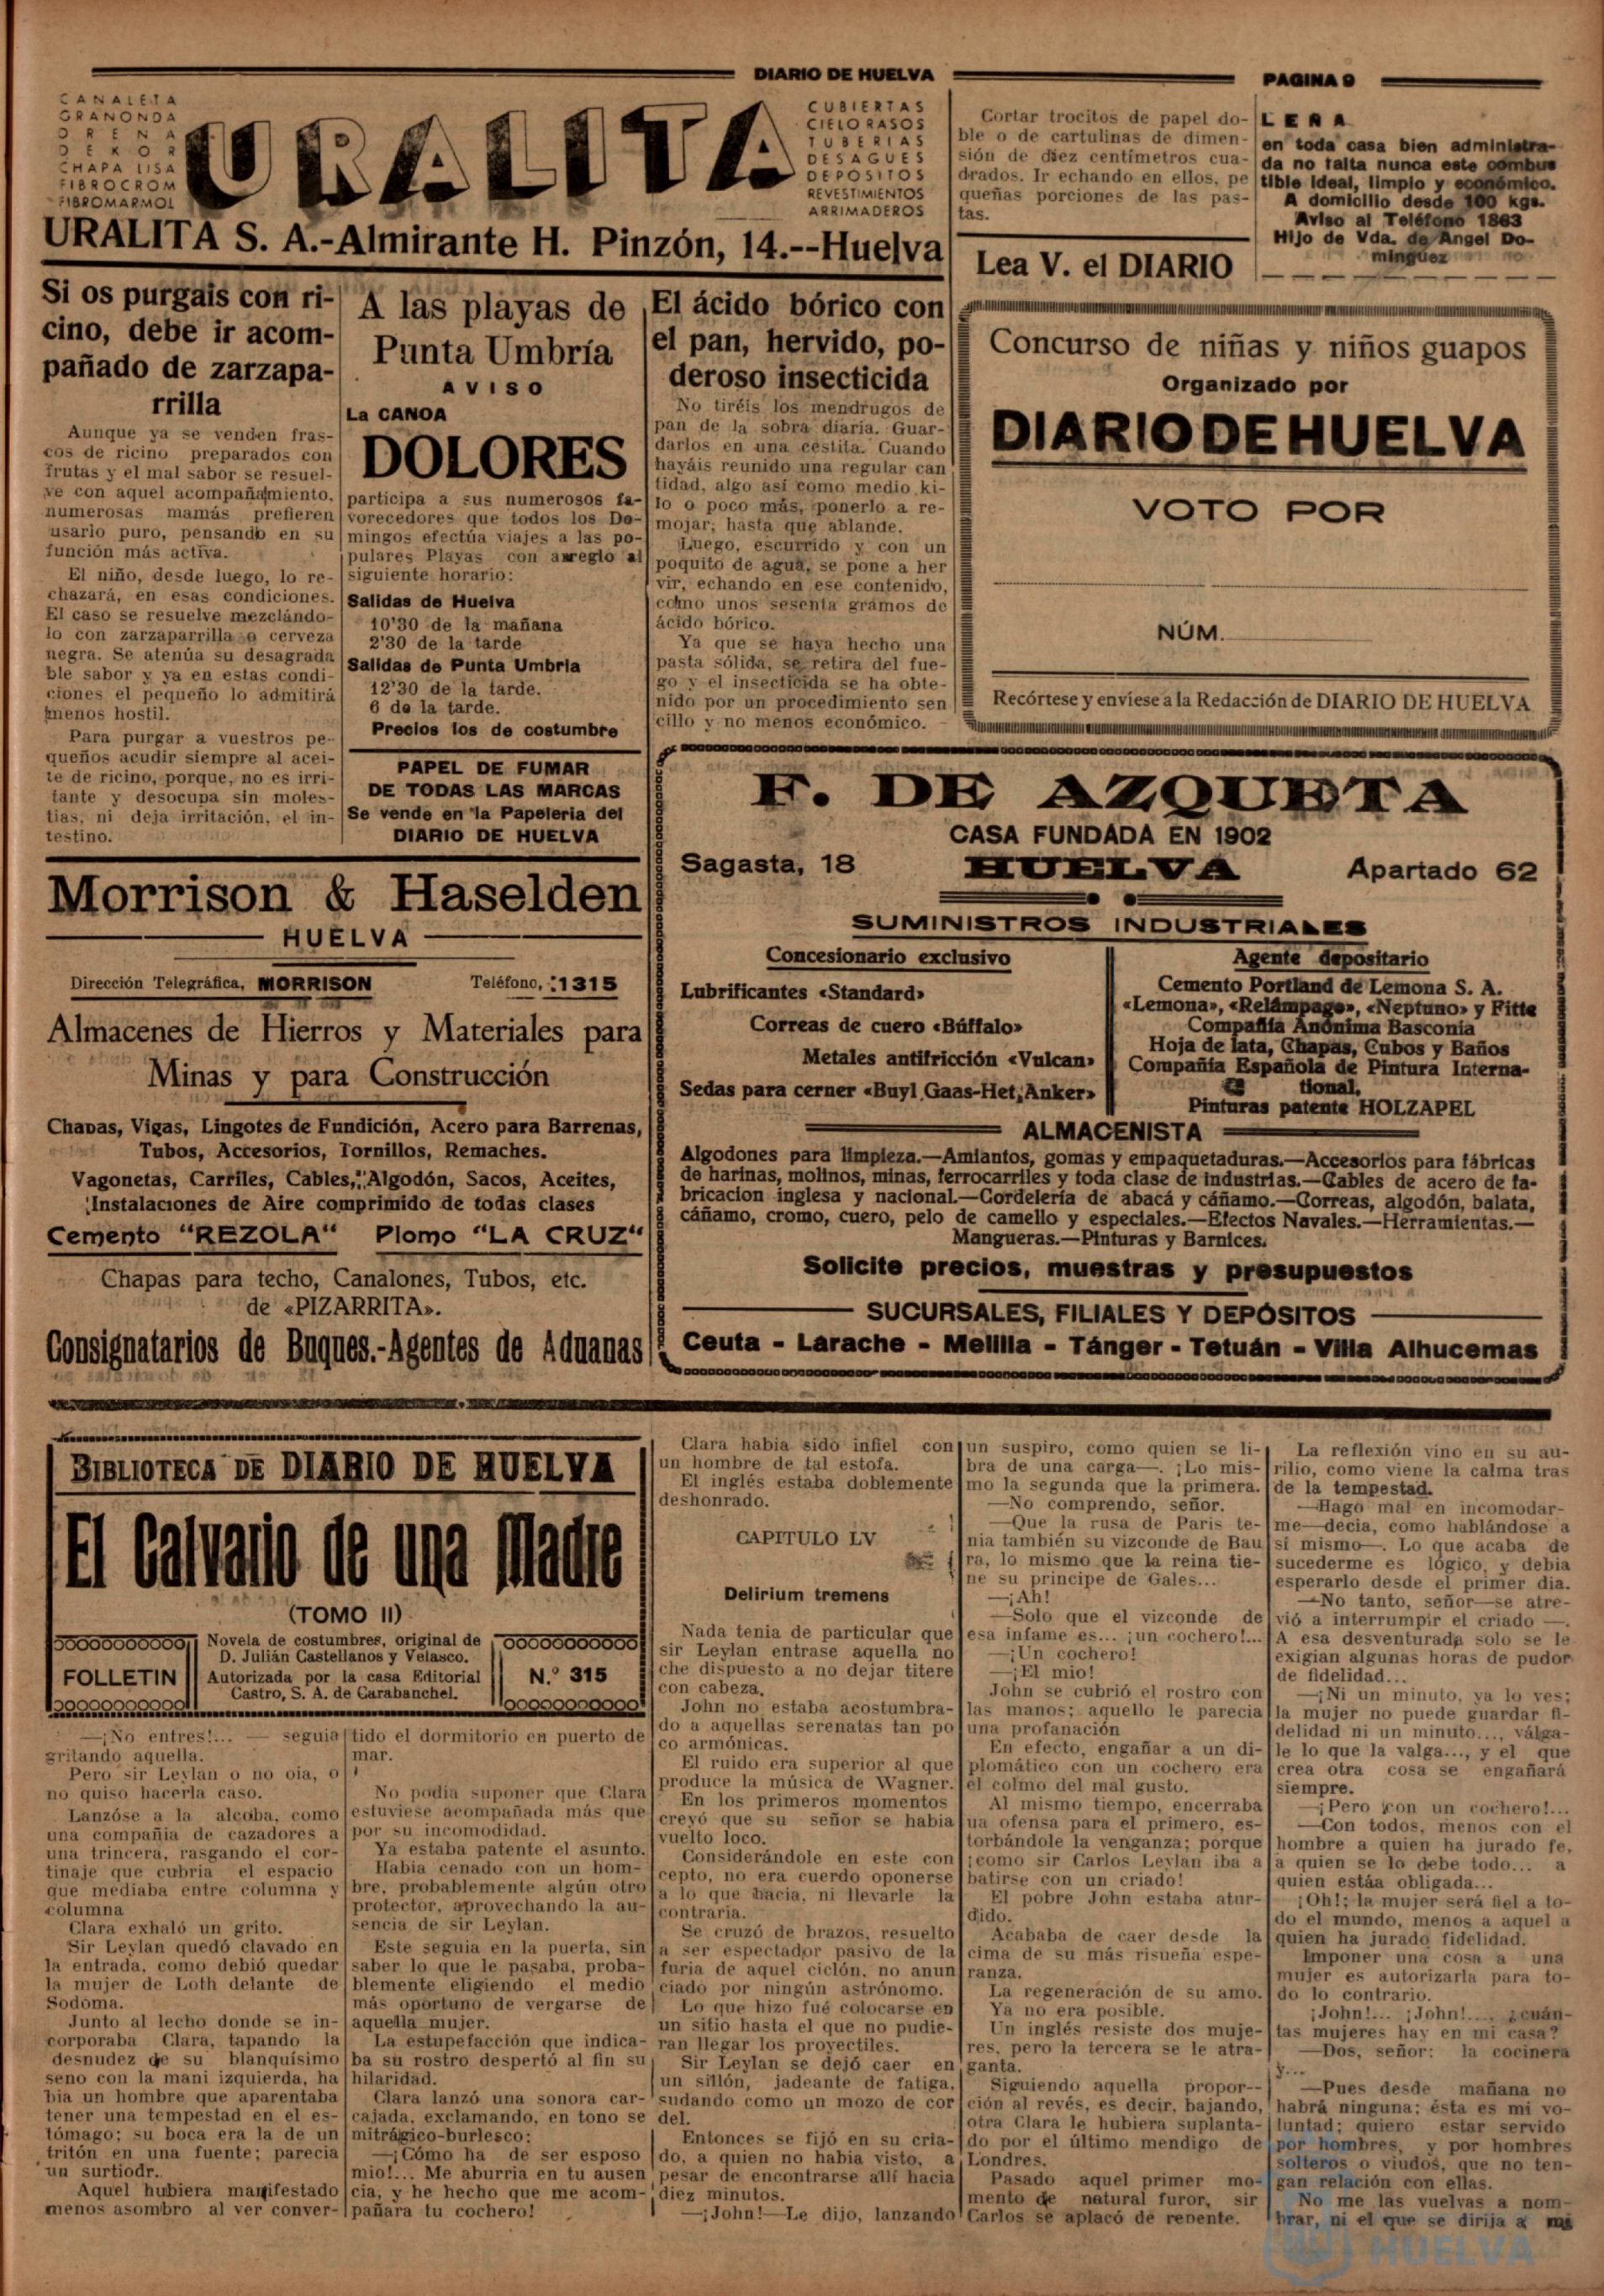 DIARIO DE HUELVA
PAGINA 9
CANALETA
GRANONDA
DRENA
DEKOR
CHAPA LISA
FIBROCROM
FIBROMARMOL
URALITA
CUBIERTAS
CIELO RASOS
TUBERIAS
DESAGUES
DEPOSITOS
REVESTIMIENTOS
ARRIMADEROS
URALITA S. A.-Almirante H. Pinzón, 14.--Huelva
Cortar trocitos de papel do-
ble o de cartulinas de dimen-
sión de diez centímetros cua-
drados. Ir echando en ellos, pe
queñas porciones de las pas-
tas.
Lea V. el DIARIO
LEÑA
en toda casa bien administra-
da no falta nunca este combus
tible ideal, limpio y económico.
A domicilio desde 100 kgs.
Aviso al Teléfono 1863
Hijo de Vda. de Angel Do-
minguez
Si os purgais con ri-
cino, debe ir acom-
pañado de zarzapa-
rrilla
Aunque ya se venden fras-
cos de ricino preparados con
frutas y el mal sabor se resuel-
ve con aquel acompañamiento,
numerosas mamás prefieren
usarlo puro, pensando en su
función más activa.
El niño, desde luego, lo re-
chazará, en esas condiciones.
El caso se resuelve mezclándo-
lo con zarzaparrilla o cerveza
negra. Se atenúa su desagrada
ble sabor y ya en estas condi-
ciones el pequeño lo admitirá
menos hostil.
Para purgar a vuestros pe-
queños acudir siempre al acei-
te de ricino, porque, no es irri-
tante y desocupa sin moles-
tias, ni deja irritación, el in-
testino.
A las playas de
Punta Umbría
AVISO
La CANOA
DOLORES
participa a sus numerosos fa-
vorecedores que todos los Do-
mingos efectúa viajes a las po-
pulares Playas con arreglo al
siguiente horario:
Salidas de Huelva
10'30 de la mañana
2'30 de la tarde
Salidas de Punta Umbria
12'30 de la tarde.
6 de la tarde.
Precios los de costumbre
PAPEL DE FUMAR
DE TODAS LAS MARCAS
Se vende en la Papeleria del
DIARIO DE HUELVA
El ácido bórico con
el pan, hervido, po-
deroso insecticida
No tiréis los mendrugos de
pan de la sobra diaria. Guar-
darlos en una cestita. Cuando
hayáis reunido una regular can
tidad, algo así como medio ki-
lo o poco más, ponerlo a re-
mojar; hasta que ablande.
Luego, escurrido y con un
poquito de agua, se pone a her
vir, echando en ese contenido,
como unos sesenta gramos de
ácido bórico.
Ya que se haya hecho una
pasta sólida, se retira del fue-
go y el insecticida se ha obte-
nido por un procedimiento sen
cillo y no menos económico.
Concurso de niñas y niños guapos
Organizado por
DIARIO DE HUELVA
VOTO POR
NÚM.
Recórtese y enviese a la Redacción de DIARIO DE HUELVA
Morrison & Haselden
HUELVA
Dirección Telegráfica, MORRISON
Teléfono, 1315
Almacenes de Hierros y Materiales para
Minas y para Construcción
Chapas, Vigas, Lingotes de Fundición, Acero para Barrenas,
Tubos, Accesorios, Tornillos, Remaches.
Vagonetas, Carriles, Cables, Algodón, Sacos, Aceites,
Instalaciones de Aire comprimido de todas clases
Cemento "REZOLA" Plomo "LA CRUZ"
Chapas para techo, Canalones, Tubos, etc.
de «PIZARRITA».
Consignatarios de Buques.-Agentes de Aduanas
F. DE AZQUETA
CASA FUNDADA EN 1902
Sagasta, 18
HUELVA
Apartado 62
SUMINISTROS INDUSTRIALES
Concesionario exclusivo
Lubrificantes «Standard»
Correas de cuero «Búffalo»
Metales antifricción «Vulcan»
Sedas para cerner «Buyl Gaas-Het, Anker»
Agente depositario
Cemento Portland de Lemona S. A.
«Lemona», «Relámpago», «Neptuno» y Fitte
Compañia Anónima Basconia
Hoja de lata, Chapas, Cubos y Baños
Compañia Española de Pintura Interna-
tional,
Pinturas patente HOLZAPEL
ALMACENISTA
Algodones para limpieza.—Amiantos, gomas y empaquetaduras.—Accesorios para fábricas
de harinas, molinos, minas, ferrocarriles y toda clase de industrias.—Cables de acero de fa-
bricacion inglesa y nacional.—Cordelería de abacá y cáñamo.—Correas, algodón, balata,
cáñamo, cromo, cuero, pelo de camello y especiales.—Efectos Navales.—Herramientas.—
Mangueras.—Pinturas y Barnices.
Solicite precios, muestras y presupuestos
SUCURSALES, FILIALES Y DEPÓSITOS
Ceuta - Larache - Melilla - Tánger - Tetuán - Villa Alhucemas
BIBLIOTECA DE DIARIO DE HUELVA
El Calvario de una Madre
(TOMO II)
FOLLETIN
Novela de costumbres, original de
D. Julián Castellanos y Velasco.
Autorizada por la casa Editorial
Castro, S. A. de Carabanchel.
N.º 315
—¡No entres!... — seguia
gritando aquella.
Pero sir Leylan o no oia, o
no quiso hacerla caso.
Lanzóse a la alcoba, como
una compañia de cazadores a
una trincera, rasgando el cor-
tinaje que cubria el espacio
que mediaba entre columna y
columna
Clara exhaló un grito.
Sir Leylan quedó clavado en
la entrada, como debió quedar
la mujer de Loth delante de
Sodoma.
Junto al lecho donde se in-
corporaba Clara, tapando la
desnudez de su blanquísimo
seno con la mani izquierda, ha
bia un hombre que aparentaba
tener una tempestad en el es-
tómago; su boca era la de un
tritón en una fuente; parecia
un surtiodr.
Aquel hubiera manifestado
menos asombro al ver conver-
tido el dormitorio en puerto de
mar.
No podia suponer que Clara
estuviese acompañada más que
por su incomodidad.
Ya estaba patente el asunto.
Habia cenado con un hom-
bre, probablemente algún otro
protector, aprovechando la au-
sencia de sir Leylan.
Este seguia en la puerta, sin
saber lo que le pasaba, proba-
blemente eligiendo el medio
más oportuno de vergarse de
aquella mujer.
La estupefacción que indica-
ba su rostro despertó al fin su
hilaridad.
Clara lanzó una sonora car-
cajada, exclamando, en tono se
mitrágico-burlesco:
—¡Cómo ha de ser esposo
mio!... Me aburria en tu ausen
cia, y he hecho que me acom-
pañara tu cochero!
Clara habia sido infiel con
un hombre de tal estofa.
El inglés estaba doblemente
deshonrado.
CAPITULO LV
Delirium tremens
Nada tenia de particular que
sir Leylan entrase aquella no
che dispuesto a no dejar titere
con cabeza.
John no estaba acostumbra-
do a aquellas serenatas tan po
co armónicas.
El ruido era superior al que
produce la música de Wagner.
En los primeros momentos
creyó que su señor se habia
vuelto loco.
Considerándole en este con
cepto, no era cuerdo oponerse
a lo que hacia, ni llevarle la
contraria.
Se cruzó de brazos, resuelto
a ser espectador pasivo de la
furia de aquel ciclón, no anun
ciado por ningún astrónomo.
Lo que hizo fué colocarse en
un sitio hasta el que no pudie-
ran llegar los proyectiles.
Sir Leylan se dejó caer en
un sillón, jadeante de fatiga,
sudando como un mozo de cor
del.
Entonces se fijó en su cria-
do, a quien no habia visto, a
pesar de encontrarse allí hacia
diez minutos.
—¡John!—Le dijo, lanzando
un suspiro, como quien se li-
bra de una carga—. ¡Lo mis-
mo la segunda que la primera.
—No comprendo, señor.
—Que la rusa de Paris te-
nia también su vizconde de Bau
ra, lo mismo que la reina tie-
ne su principe de Gales...
—¡Ah!
—Solo que el vizconde de
esa infame es... ¡un cochero!...
—¡Un cochero!
—¡El mio!
John se cubrió el rostro con
las manos; aquello le parecia
una profanación
En efecto, engañar a un di-
plomático con un cochero era
el colmo del mal gusto.
Al mismo tiempo, encerraba
ua ofensa para el primero, es-
torbándole la venganza; porque
¡como sir Carlos Leylan iba a
batirse con un criado!
El pobre John estaba atur-
dido.
Acababa de caer desde la
cima de su más risueña espe-
ranza.
La regeneración de su amo.
Ya no era posible.
Un inglés resiste dos muje-
res, pero la tercera se le atra-
ganta.
Siguiendo aquella propor--
ción al revés, es decir, bajando,
otra Clara le hubiera suplanta-
do por el último mendigo de
Londres.
Pasado aquel primer mo-
mento de natural furor, sir
Carlos se aplacó de repente.
La reflexión vino en su au-
rilio, como viene la calma tras
de la tempestad.
—Hago mal en incomodar-
me—decia, como hablándose a
sí mismo—. Lo que acaba de
sucederme es lógico, y debia
esperarlo desde el primer dia.
—No tanto, señor—se atre-
vió a interrumpir el criado —.
A esa desventurada solo se le
exigian algunas horas de pudor
de fidelidad...
—¡Ni un minuto, ya lo ves;
la mujer no puede guardar fi-
delidad ni un minuto..., válga-
le lo que la valga..., y el que
crea otra cosa se engañará
siempre.
—¡Pero con un cochero!...
—Con todos, menos con el
hombre a quien ha jurado fe,
a quien se lo debe todo... a
quien estáa obligada...
¡Oh!; la mujer será fiel a to-
do el mundo, menos a aquel a
quien ha jurado fidelidad.
Imponer una cosa a una
mujer es autorizarla para to-
do lo contrario.
¡John!... ¡John!.... ¿cuán-
tas mujeres hay en mi casa?
—Dos, señor: la cocinera
y...
—Pues desde mañana no
habrá ninguna; ésta es mi vo-
luntad; quiero estar servido
por hombres, y por hombres
solteros o viudos, que no ten-
gan relación con ellas.
No me las vuelvas a nom-
brar, ni el que se dirija a mi
HUELVA